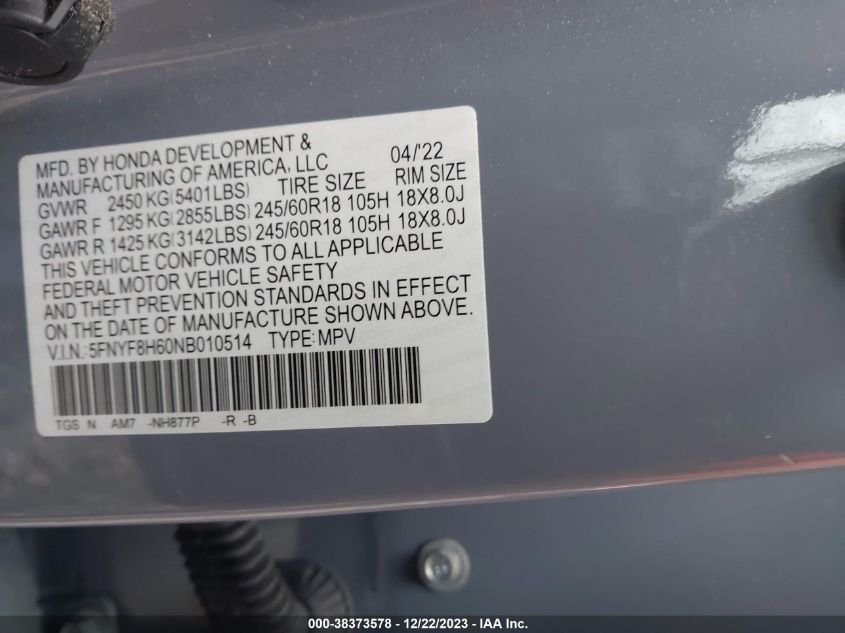 MFD. BY HONDA DEVELOPMENT &
MANUFACTURING OF AMERICA, LLC 04/'22
GVWR 2450 KG(5401LBS) TIRE SIZE RIM SIZE
GAWR F 1295 KG(2855LBS) 245/60R18 105H 18X8.0J
GAWR R 1425 KG(3142LBS) 245/60R18 105H 18X8.0J
THIS VEHICLE CONFORMS TO ALL APPLICABLE
FEDERAL MOTOR VEHICLE SAFETY
AND THEFT PREVENTION STANDARDS IN EFFECT
ON THE DATE OF MANUFACTURE SHOWN ABOVE.
V.I.N.:5FNYF8H60NB010514 TYPE:MPV
TGS N AM7 -NH877P -R -B
000-38373578 - 12/22/2023 - IAA Inc.